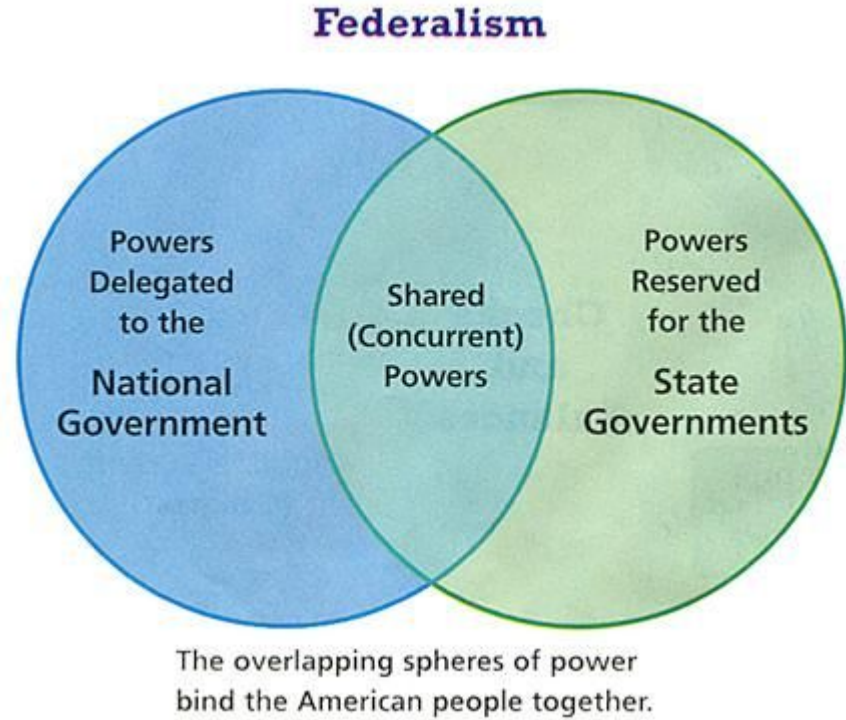 Federalism
Powers
Delegated
to the
National
Government
Shared
(Concurrent)
Powers
Powers
Reserved
for the
State
Governments
The overlapping spheres of power
bind the American people together.